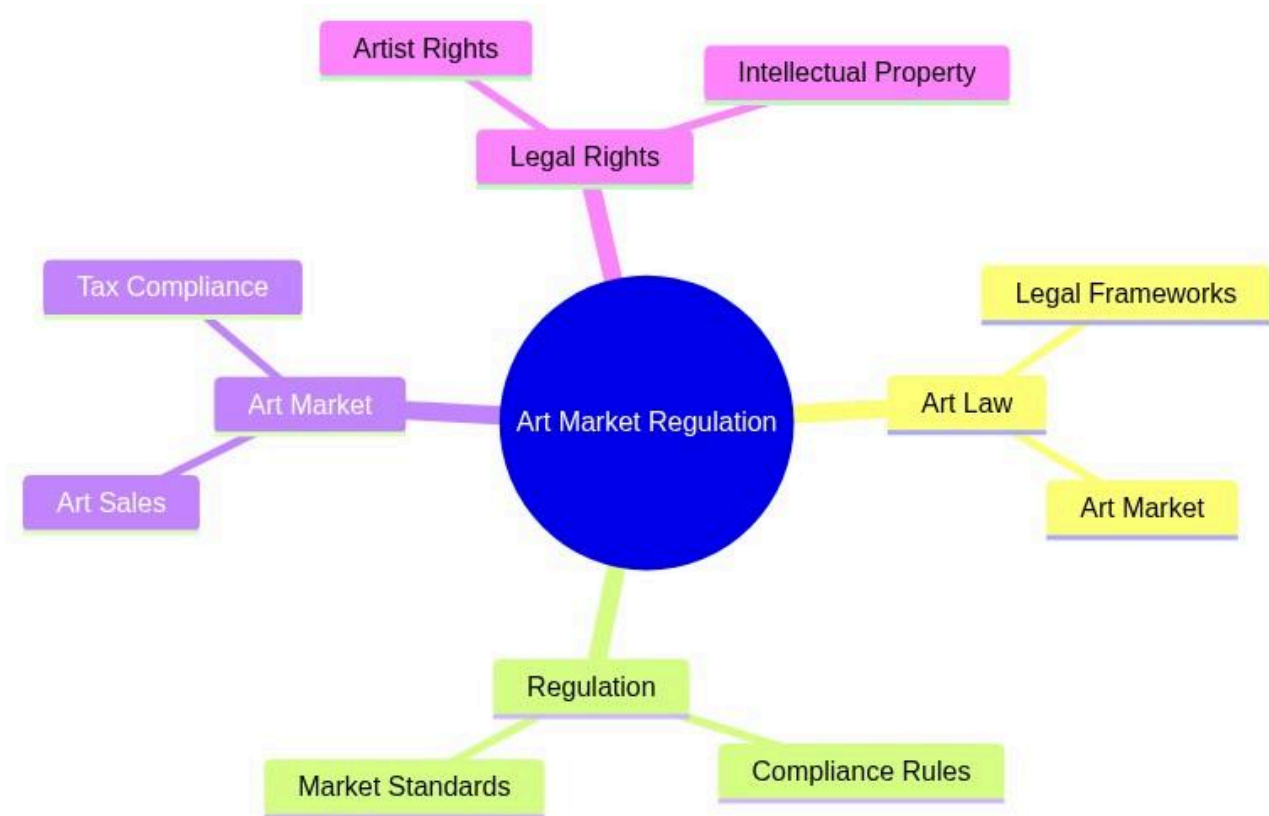 Artist Rights
Intellectual Property
Legal Rights
Tax Compliance
Legal Frameworks
Art Market
Art Market Regulation
Art Law
Art Sales
Art Market
Regulation
Market Standards
Compliance Rules